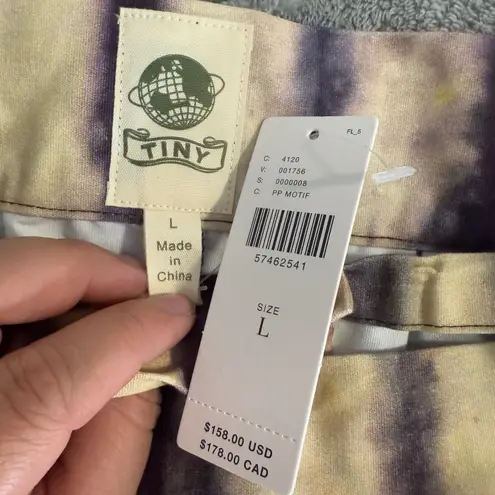 TINY
L
Made
in
China
FL_5
C: 4120
V: 001756
S: 0000008
C: PP MOTIF
57462541
SIZE
L
$158.00 USD
$178.00 CAD